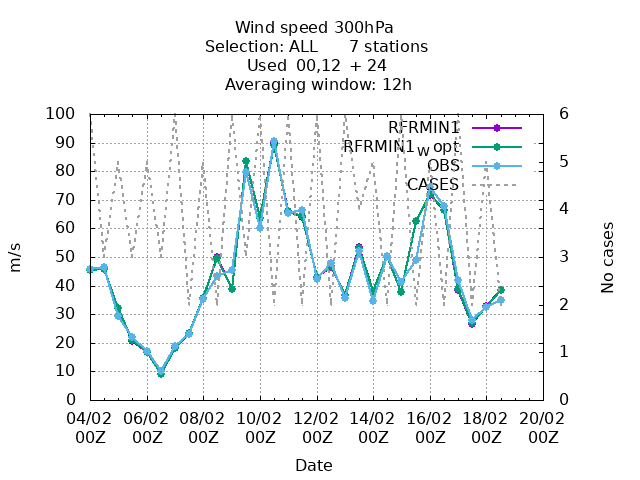 Wind speed 300hPa
Selection: ALL 7 stations
Used 00,12 + 24
Averaging window: 12h
RFRMIN1
RFRMIN1w opt
OBS
CASES
m/s
100
90
80
70
60
50
40
30
20
10
0
No cases
6
5
4
3
2
1
0
04/02 06/02 08/02 10/02 12/02 14/02 16/02 18/02 20/02
00Z 00Z 00Z 00Z 00Z 00Z 00Z 00Z 00Z
Date